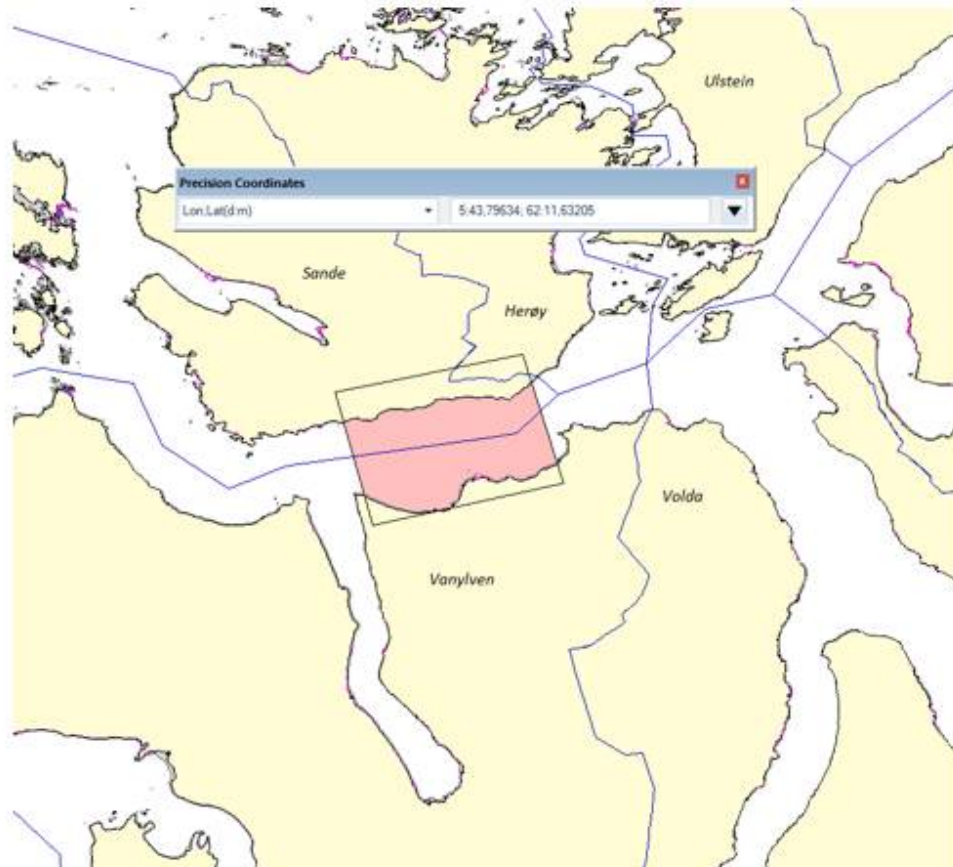 Ulstein
Precision Coordinates
Lon:Lat(d:m) 5:43,79634; 62:11,63205
Sande
Herøy
Volda
Vanylven